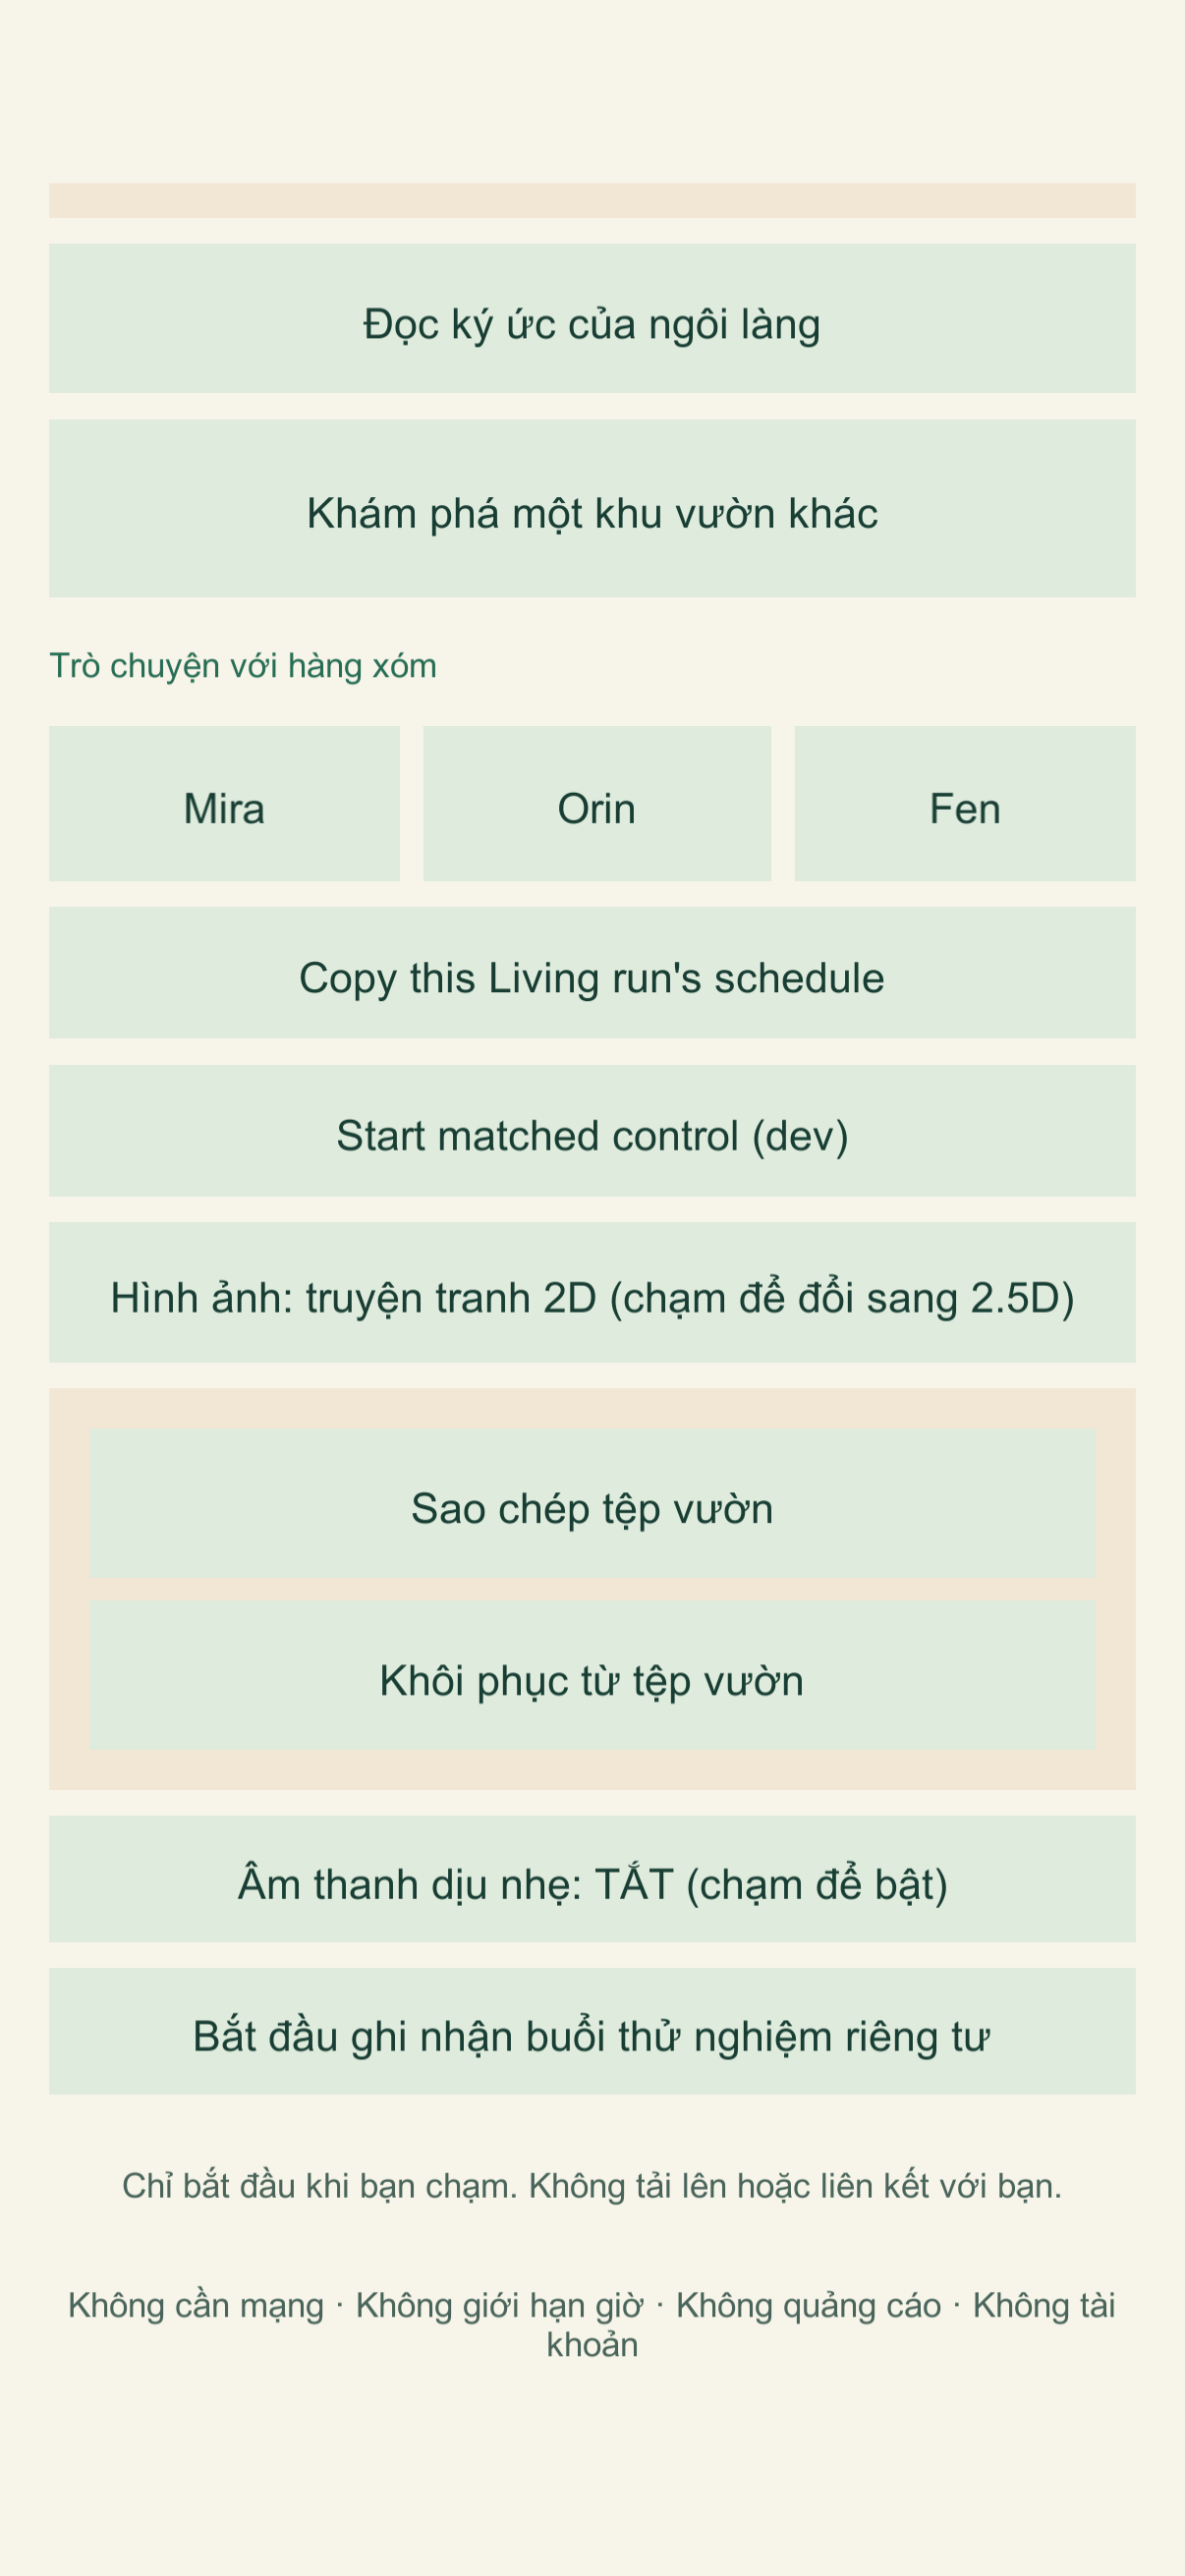 Đọc ký ức của ngôi làng
Khám phá một khu vườn khác
Trò chuyện với hàng xóm
Mira
Orin
Fen
Copy this Living run's schedule
Start matched control (dev)
Hình ảnh: truyện tranh 2D (chạm để đổi sang 2.5D)
Sao chép tệp vườn
Khôi phục từ tệp vườn
Âm thanh dịu nhẹ: TẮT (chạm để bật)
Bắt đầu ghi nhận buổi thử nghiệm riêng tư
Chỉ bắt đầu khi bạn chạm. Không tải lên hoặc liên kết với bạn.
Không cần mạng · Không giới hạn giờ · Không quảng cáo · Không tài
khoản